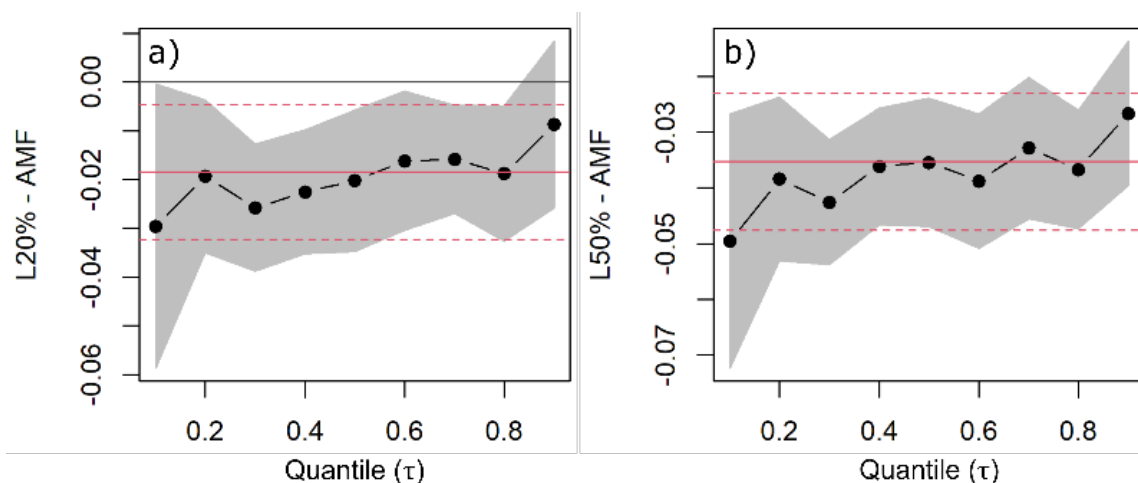 a)
L20% - AMF
0.00
-0.02
-0.04
-0.06
0.2
0.4
0.6
0.8
Quantile (τ)
b)
L50% - AMF
-0.03
-0.05
-0.07
0.2
0.4
0.6
0.8
Quantile (τ)